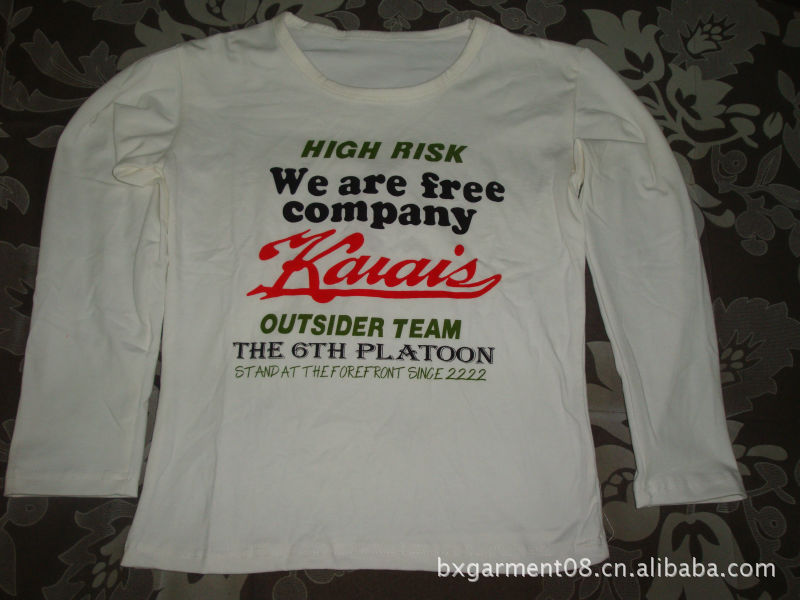 HIGH RISK
We are free
company
Kauais
OUTSIDER TEAM
THE 6TH PLATOON
STAND AT THE FOREFRONT SINCE 2222
bxgarment08.cn.alibaba.com